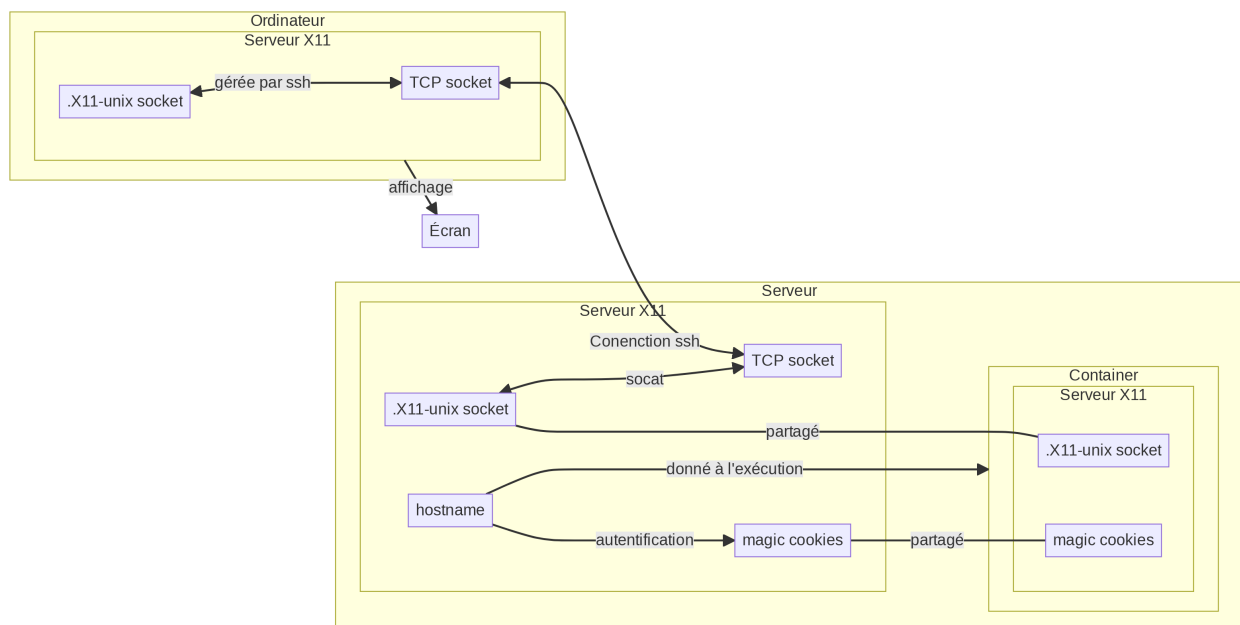 Ordinateur
Serveur X11
gérée par ssh
TCP socket
.X11-unix socket
affichage
Écran
Serveur
Serveur X11
Conenction ssh
TCP socket
socat
.X11-unix socket
Container
Serveur X11
partagé
.X11-unix socket
donné à l'exécution
hostname
autentification
magic cookies
partagé
magic cookies